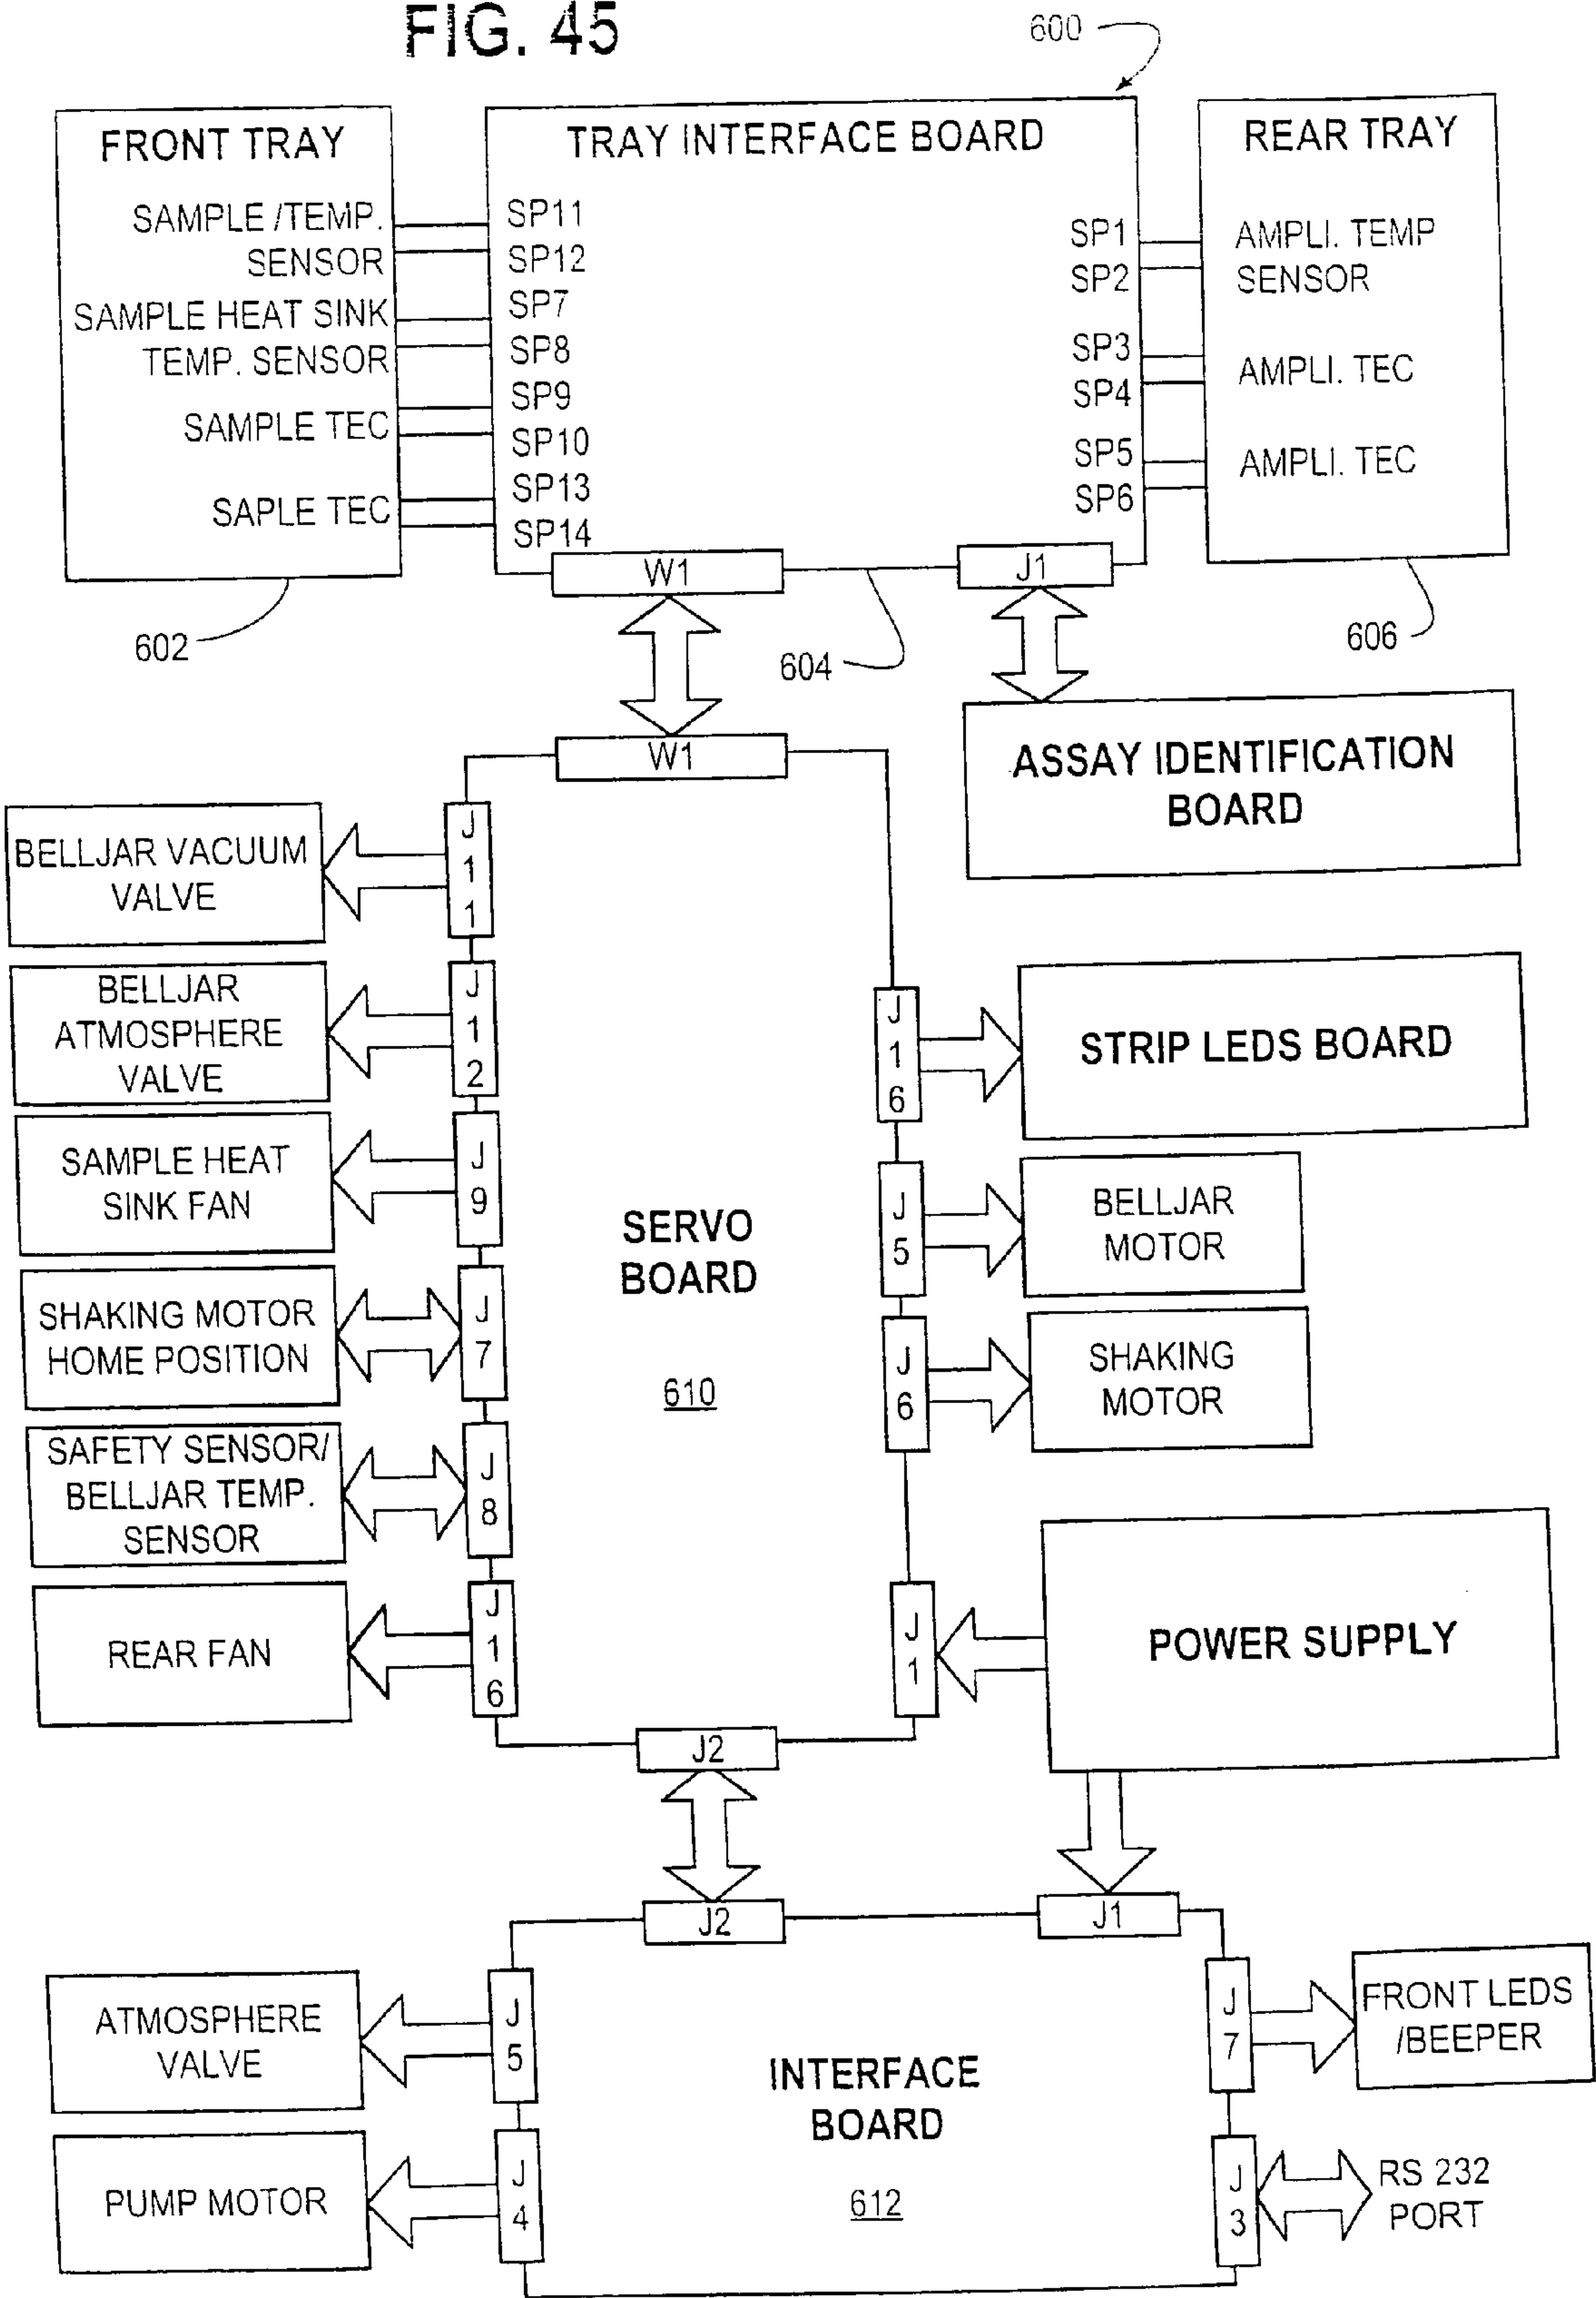 FIG. 45
600
FRONT TRAY
SAMPLE /TEMP.
SENSOR
SAMPLE HEAT SINK
TEMP. SENSOR
SAMPLE TEC
SAPLE TEC
602
TRAY INTERFACE BOARD
SP11
SP12
SP7
SP8
SP9
SP10
SP13
SP14
SP1
SP2
SP3
SP4
SP5
SP6
W1
J1
604
REAR TRAY
AMPLI. TEMP
SENSOR
AMPLI. TEC
AMPLI. TEC
606
ASSAY IDENTIFICATION
BOARD
W1
BELLJAR VACUUM
VALVE
J11
BELLJAR
ATMOSPHERE
VALVE
J12
SAMPLE HEAT
SINK FAN
J9
SHAKING MOTOR
HOME POSITION
J7
SAFETY SENSOR/
BELLJAR TEMP.
SENSOR
J8
REAR FAN
J16
SERVO
BOARD
610
J16
STRIP LEDS BOARD
J5
BELLJAR
MOTOR
J6
SHAKING
MOTOR
J1
POWER SUPPLY
J2
J2
J1
ATMOSPHERE
VALVE
J5
PUMP MOTOR
J4
INTERFACE
BOARD
612
J7
FRONT LEDS
/BEEPER
J3
RS 232
PORT